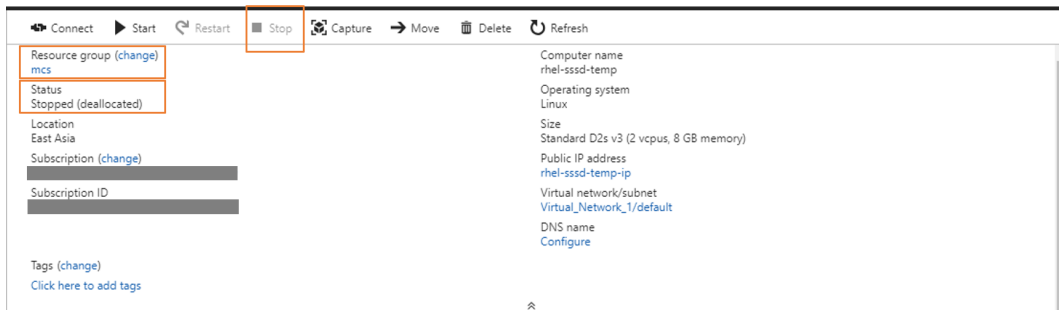 Connect Start Restart Stop Capture Move Delete Refresh
Resource group (change)
mcs
Status
Stopped (deallocated)
Location
East Asia
Subscription (change)
Subscription ID
Tags (change)
Click here to add tags
Computer name
rhel-sssd-temp
Operating system
Linux
Size
Standard D2s v3 (2 vcpus, 8 GB memory)
Public IP address
rhel-sssd-temp-ip
Virtual network/subnet
Virtual_Network_1/default
DNS name
Configure